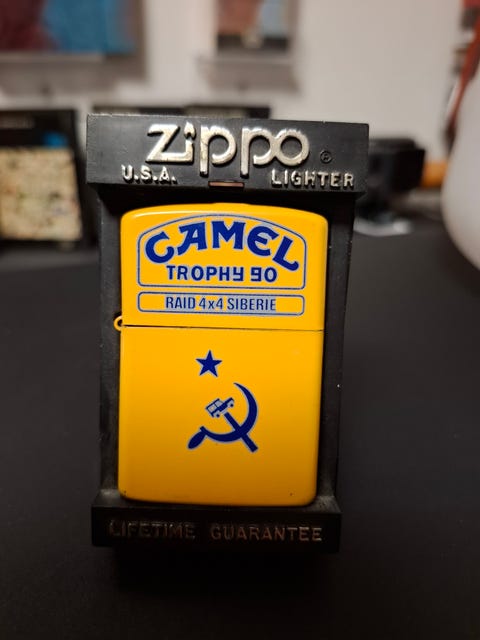 Zippo®
U.S.A. LIGHTER
CAMEL
TROPHY 90
RAID 4x4 SIBERIE
LIFETIME GUARANTEE